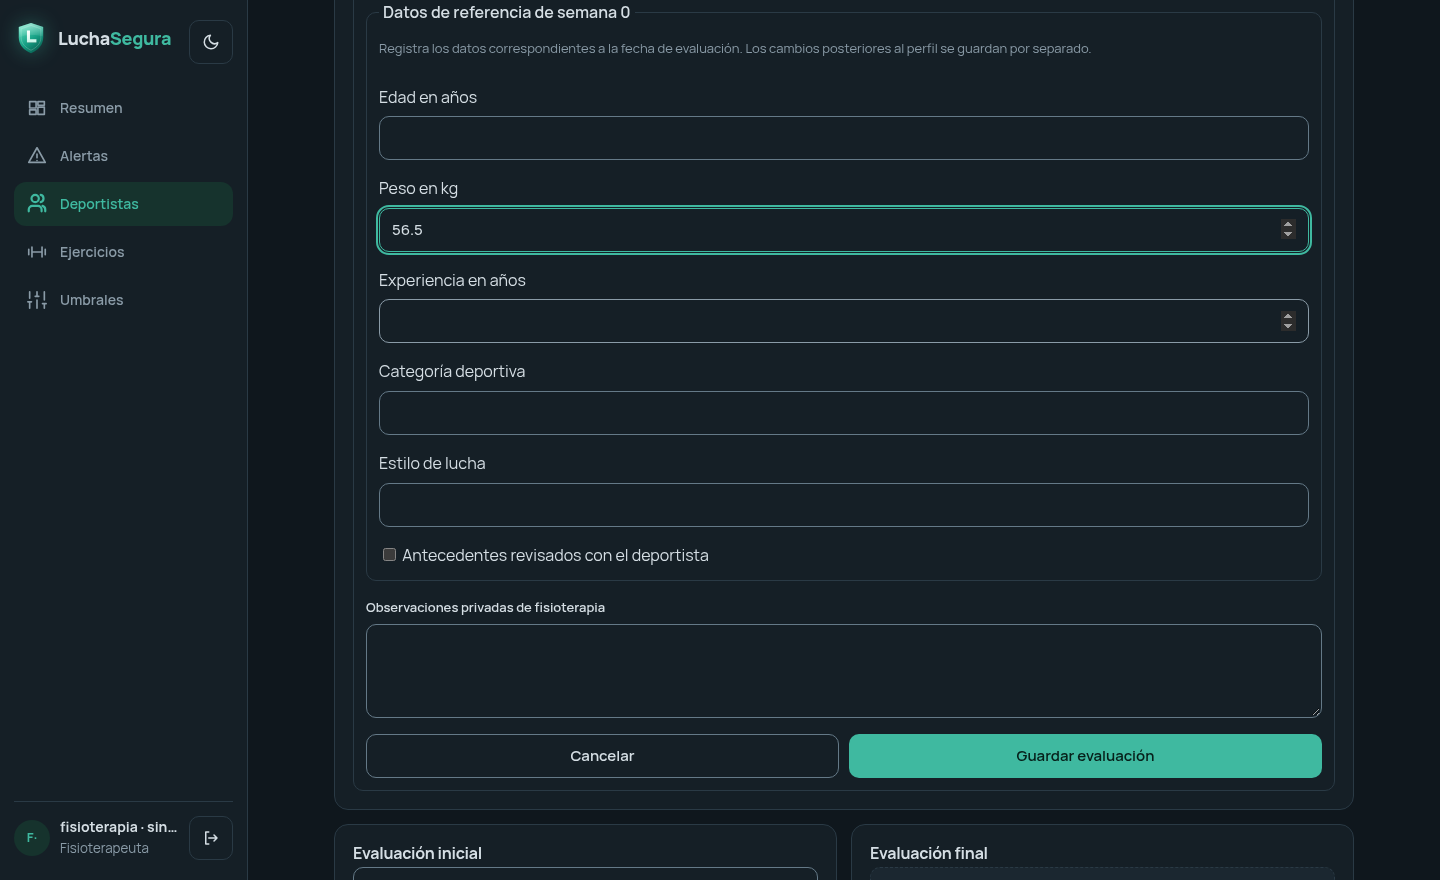 LuchaSegura
Resumen
Alertas
Deportistas
Ejercicios
Umbrales
F·
fisioterapia · sin...
Fisioterapeuta
Datos de referencia de semana 0
Registra los datos correspondientes a la fecha de evaluación. Los cambios posteriores al perfil se guardan por separado.
Edad en años
Peso en kg
56.5
Experiencia en años
Categoría deportiva
Estilo de lucha
Antecedentes revisados con el deportista
Observaciones privadas de fisioterapia
Cancelar
Guardar evaluación
Evaluación inicial
Evaluación final